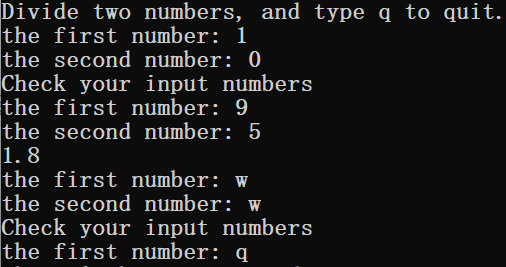 Divide two numbers, and type q to quit.
the first number: 1
the second number: 0
Check your input numbers
the first number: 9
the second number: 5
1.8
the first number: w
the second number: w
Check your input numbers
the first number: q